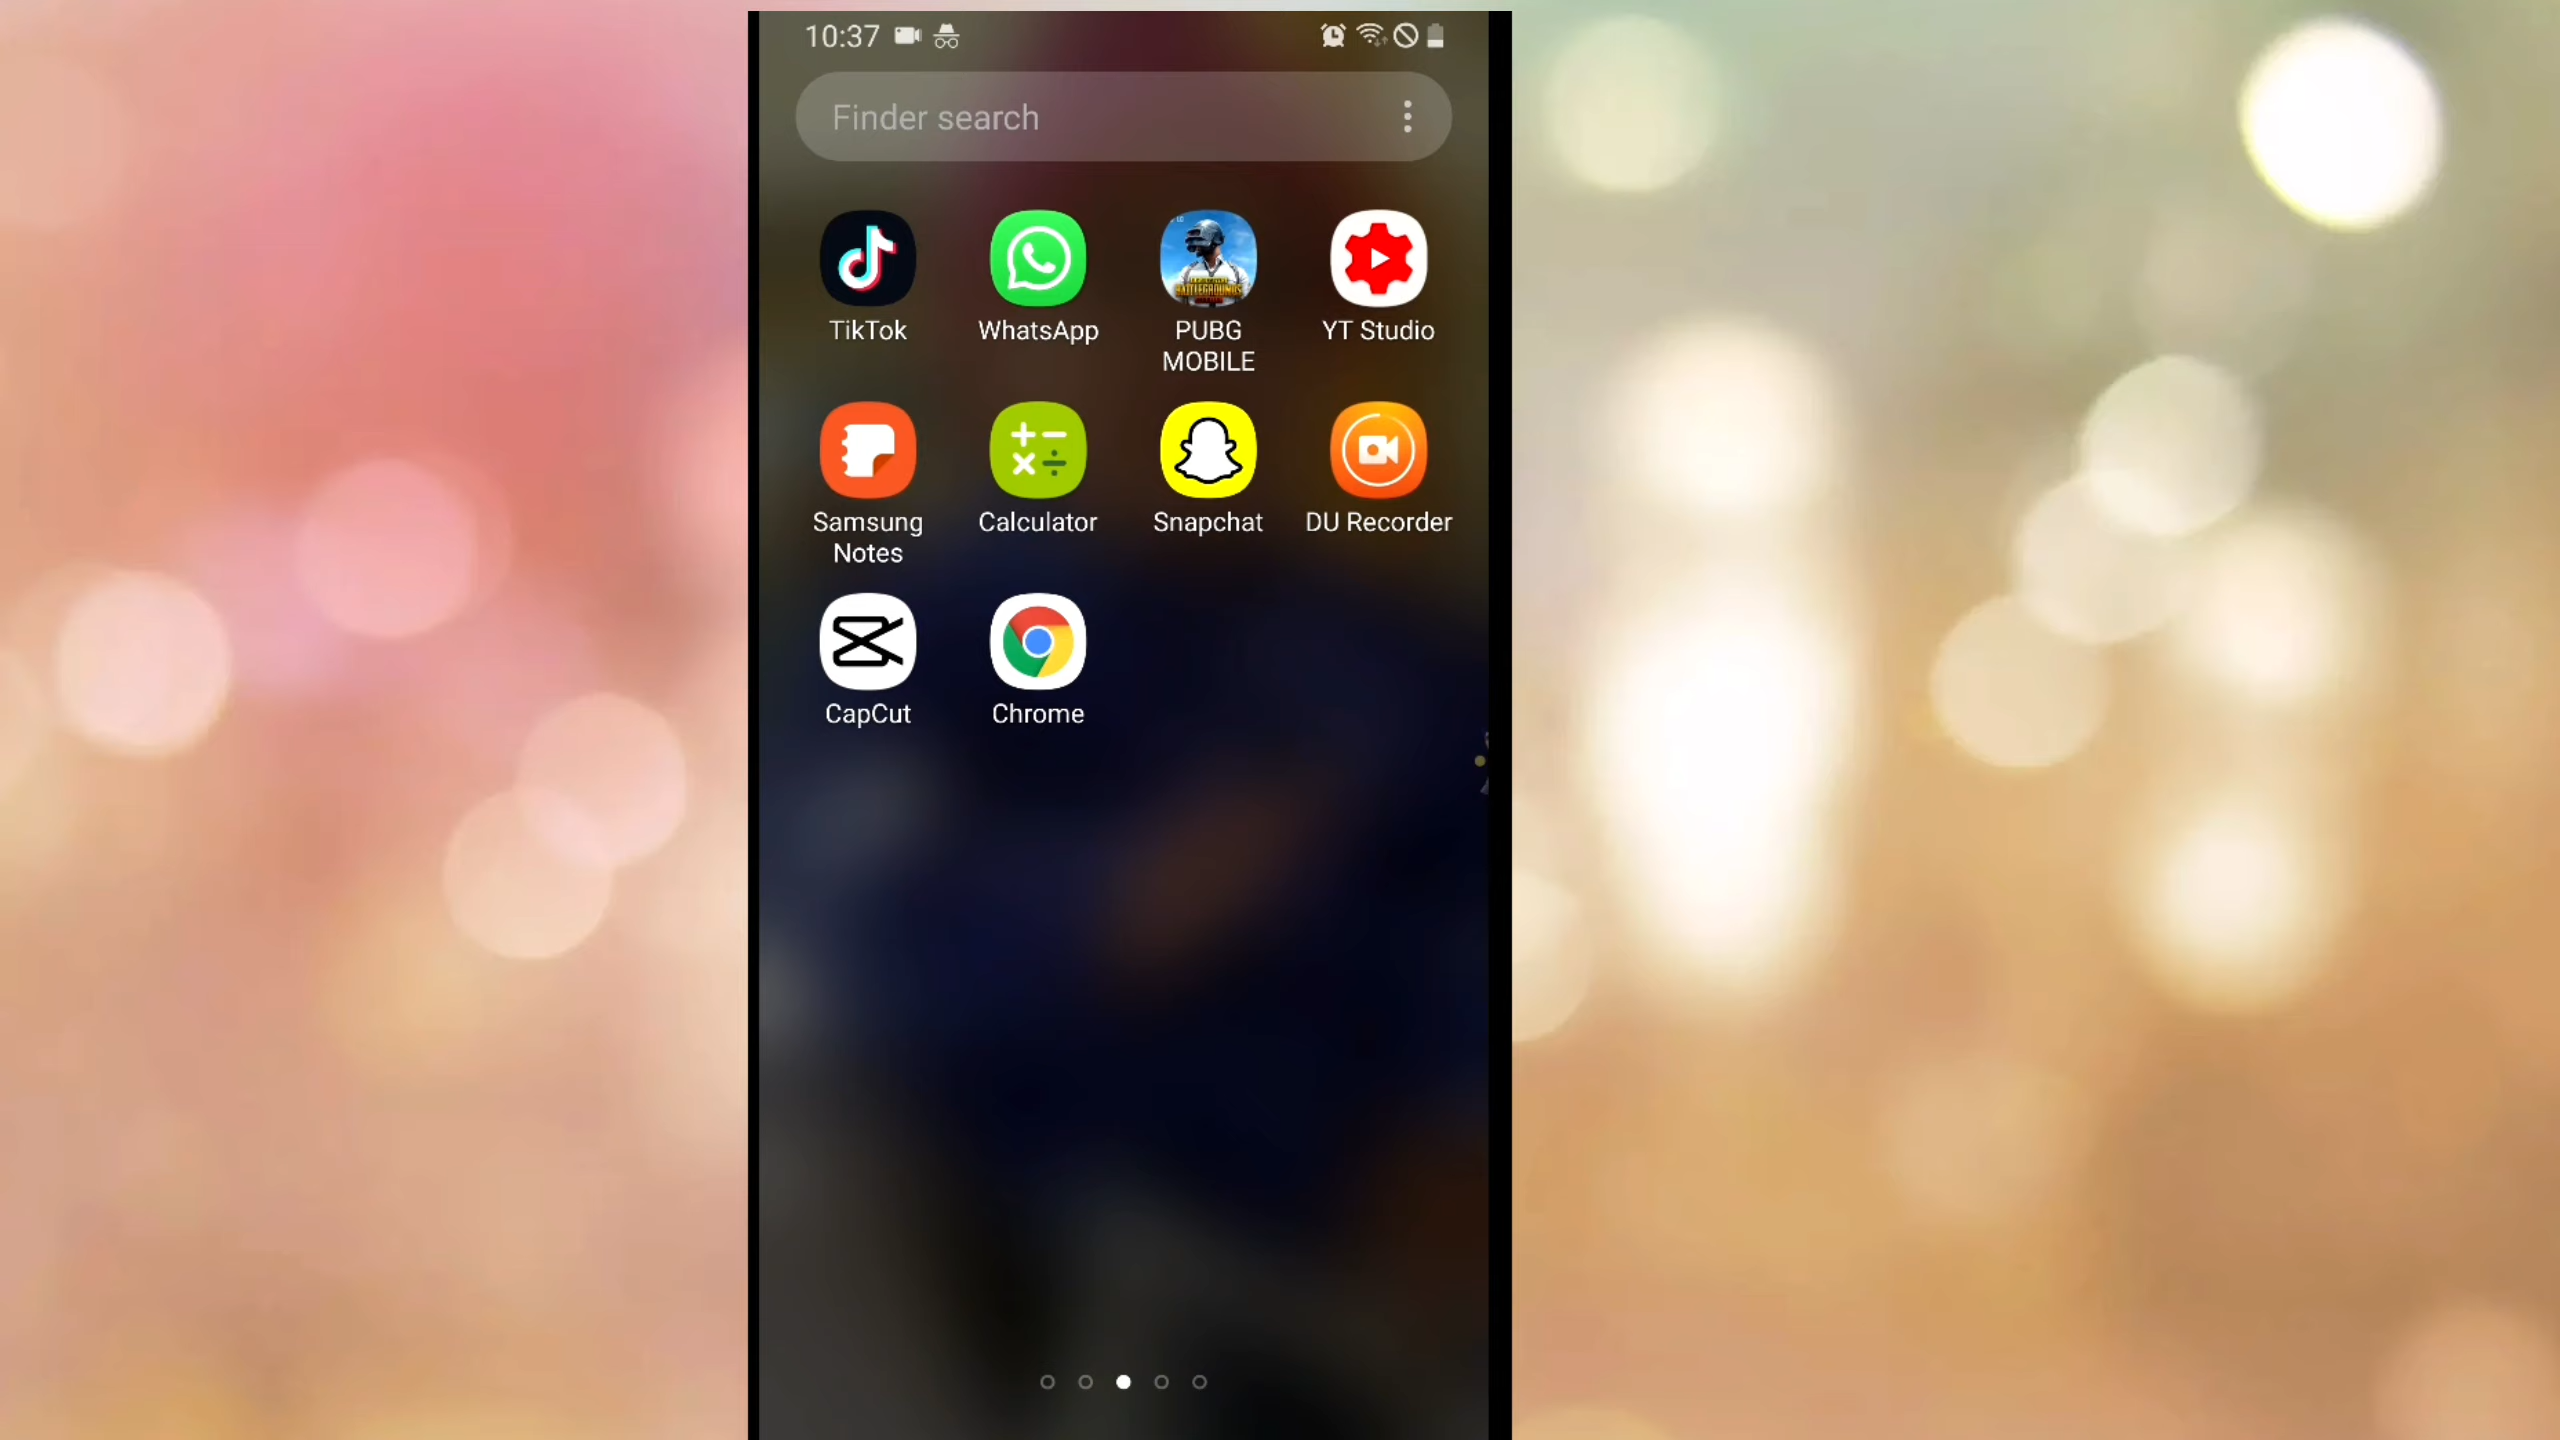 10:37
Finder search
TikTok
WhatsApp
PUBG
MOBILE
YT Studio
Samsung
Notes
Calculator
Snapchat
DU Recorder
CapCut
Chrome